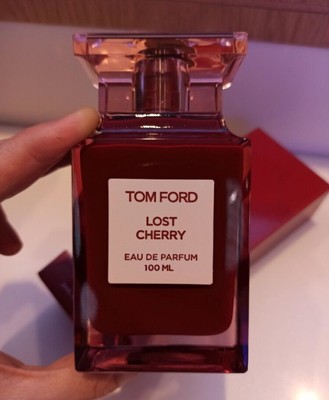 TOM FORD
LOST
CHERRY
EAU DE PARFUM
100 ML